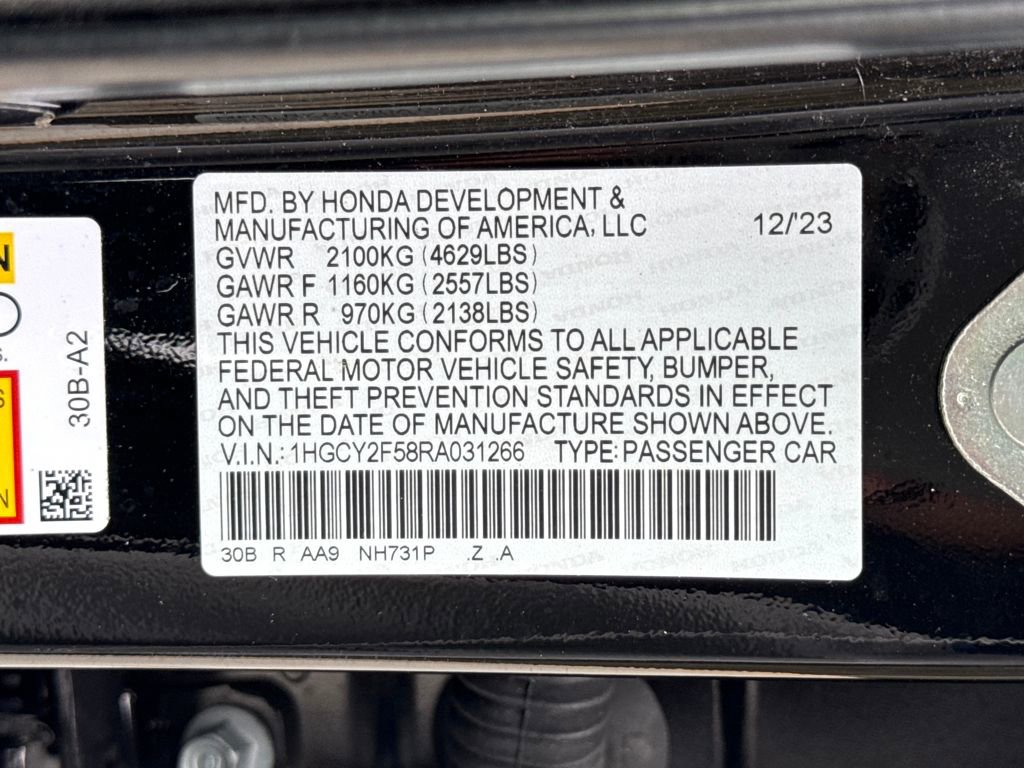 MFD. BY HONDA DEVELOPMENT &
MANUFACTURING OF AMERICA, LLC 12/'23
GVWR 2100KG (4629LBS)
GAWR F 1160KG (2557LBS)
GAWR R 970KG (2138LBS)
THIS VEHICLE CONFORMS TO ALL APPLICABLE
FEDERAL MOTOR VEHICLE SAFETY, BUMPER,
AND THEFT PREVENTION STANDARDS IN EFFECT
ON THE DATE OF MANUFACTURE SHOWN ABOVE.
V.I.N.: 1HGCY2F58RA031266 TYPE: PASSENGER CAR
30B R AA9 NH731P .Z .A
30B-A2